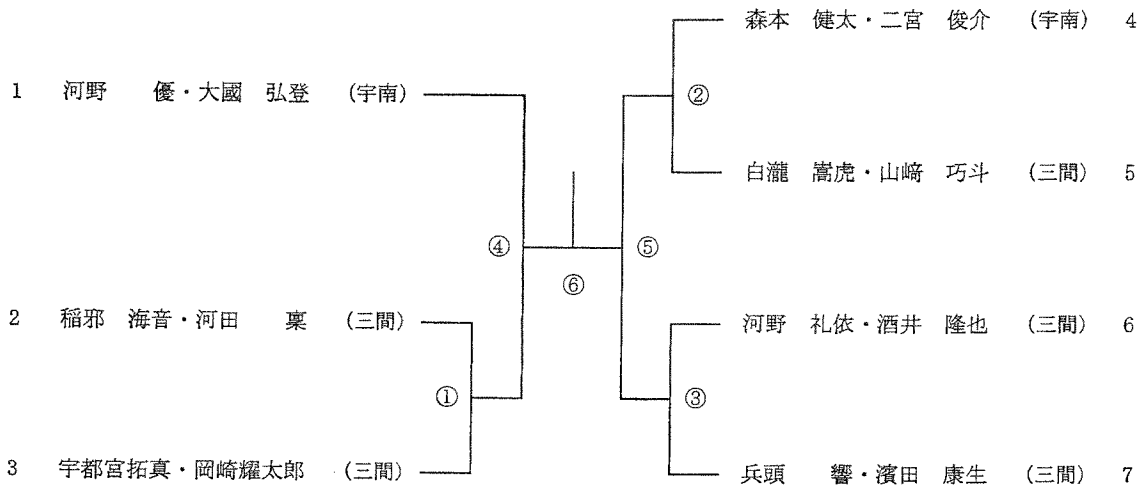 森本 健太・二宮 俊介 (宇南) 4
1 河野 優・大國 弘登 (宇南)
②
白瀧 嵩虎・山﨑 巧斗 (三間) 5
④
⑤
⑥
2 稲邪 海音・河田 稟 (三間)
河野 礼依・酒井 隆也 (三間) 6
①
③
3 宇都宮拓真・岡崎耀太郎 (三間)
兵頭 響・濱田 康生 (三間) 7